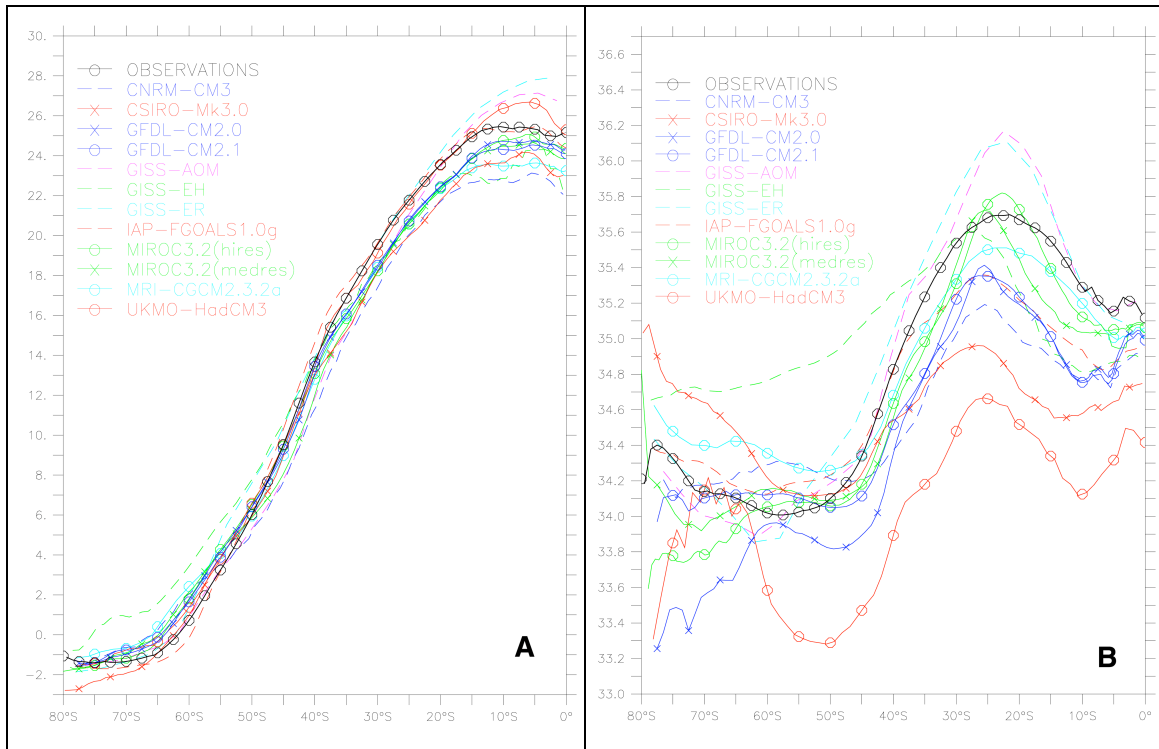 30.
28.
26.
24.
22.
20.
18.
16.
14.
12.
10.
8.
6.
4.
2.
0.
-2.
OBSERVATIONS
CNRM-CM3
CSIRO-Mk3.0
GFDL-CM2.0
GFDL-CM2.1
GISS-AOM
GISS-EH
GISS-ER
IAP-FGOALS1.0g
MIROC3.2(hires)
MIROC3.2(medres)
MRI-CGCM2.3.2a
UKMO-HadCM3
A
80°S 70°S 60°S 50°S 40°S 30°S 20°S 10°S 0°
36.6
36.4
36.2
36.0
35.8
35.6
35.4
35.2
35.0
34.8
34.6
34.4
34.2
34.0
33.8
33.6
33.4
33.2
33.0
OBSERVATIONS
CNRM-CM3
CSIRO-Mk3.0
GFDL-CM2.0
GFDL-CM2.1
GISS-AOM
GISS-EH
GISS-ER
IAP-FGOALS1.0g
MIROC3.2(hires)
MIROC3.2(medres)
MRI-CGCM2.3.2a
UKMO-HadCM3
B
80°S 70°S 60°S 50°S 40°S 30°S 20°S 10°S 0°